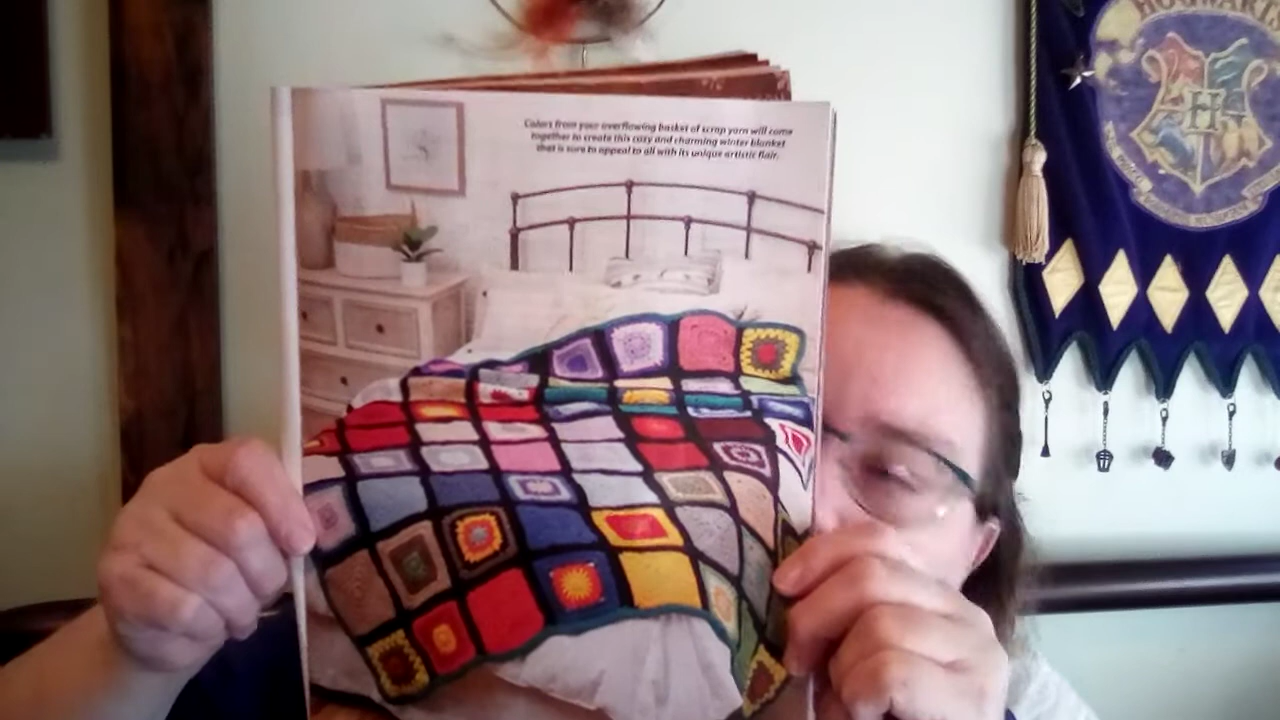 Colors from your overflowing basket of scrap yarn will come
together to create this cozy and charming winter blanket
that is sure to appeal to all with its unique artistic flair.
HOGWARTS
H